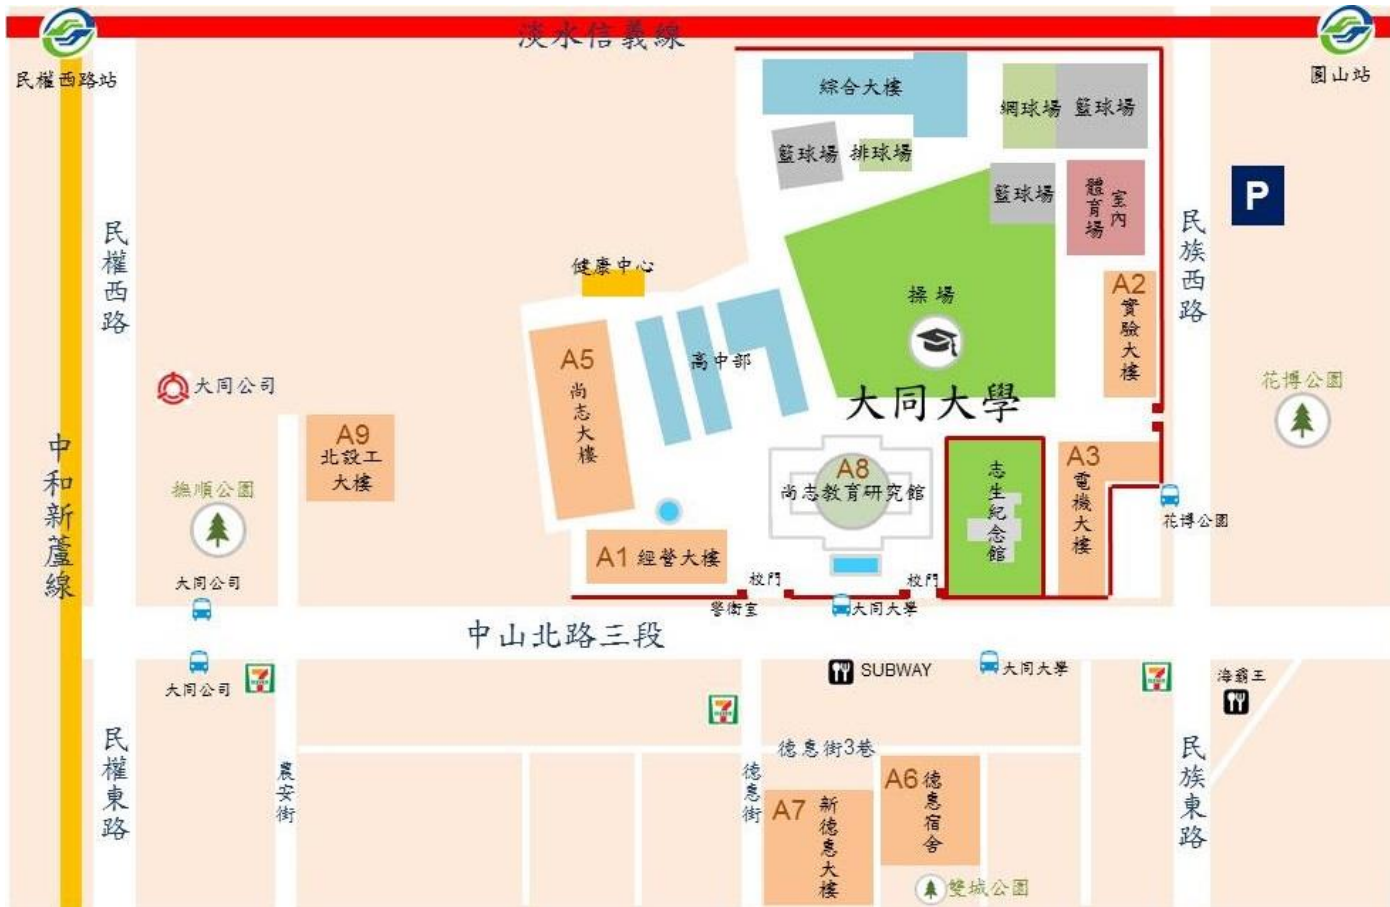 淡水信義線
民權西路站
圓山站
綜合大樓
網球場
籃球場
籃球場
排球場
籃球場
室內
體育場
P
民權西路
民族西路
健康中心
A2
實驗大樓
操場
A5
尚志大樓
高中部
大同公司
大同大學
花博公園
中和新蘆線
A9
北設工
大樓
A8
尚志教育研究館
志生紀念館
A3
電機大樓
撫順公園
花博公園
A1 經營大樓
大同公司
校門
校門
警衛室
大同大學
中山北路三段
大同公司
SUBWAY
大同大學
海霸王
民權東路
農安街
德惠街
德惠街3巷
民族東路
A7
新德惠大樓
A6
德惠宿舍
雙城公園